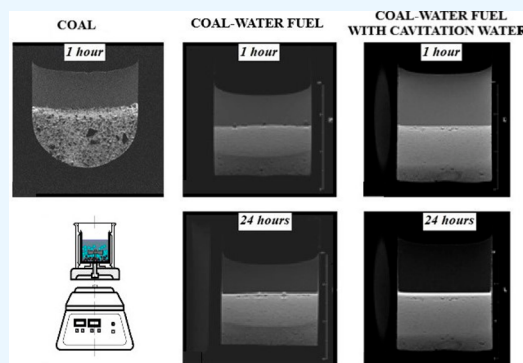 COAL
COAL-WATER FUEL
COAL-WATER FUEL
WITH CAVITATION WATER
1 hour
1 hour
1 hour
24 hours
24 hours